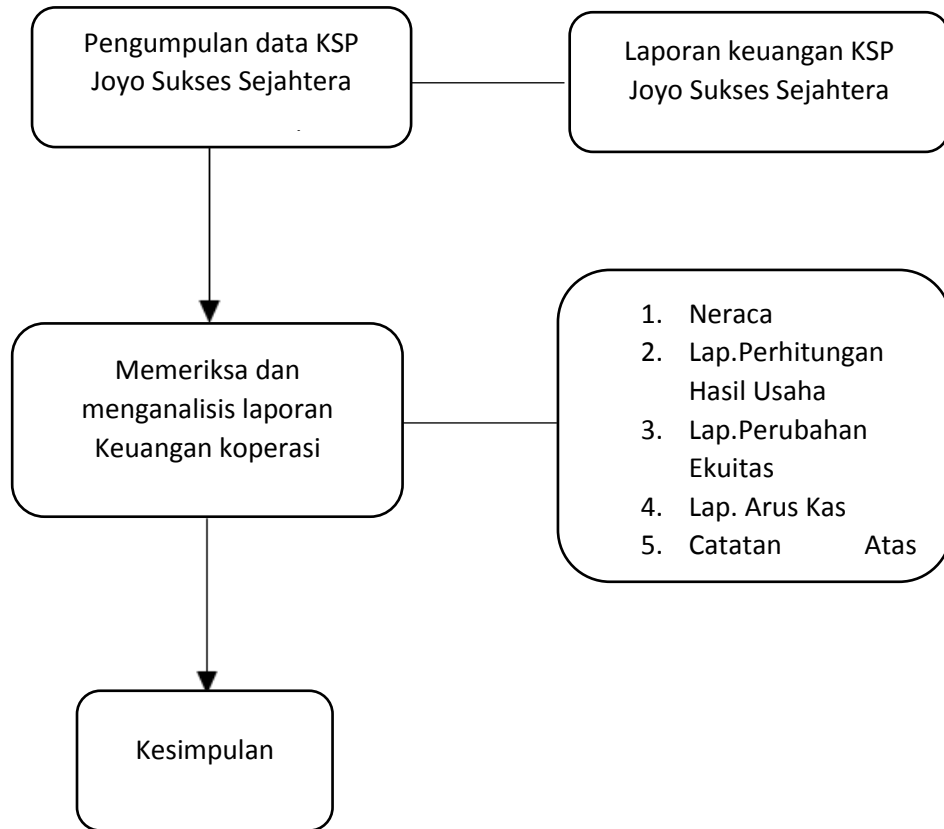 Pengumpulan data KSP
Joyo Sukses Sejahtera
Laporan keuangan KSP
Joyo Sukses Sejahtera
Memeriksa dan
menganalisis laporan
Keuangan koperasi
1. Neraca
2. Lap.Perhitungan
Hasil Usaha
3. Lap.Perubahan
Ekuitas
4. Lap. Arus Kas
5. Catatan Atas
Kesimpulan